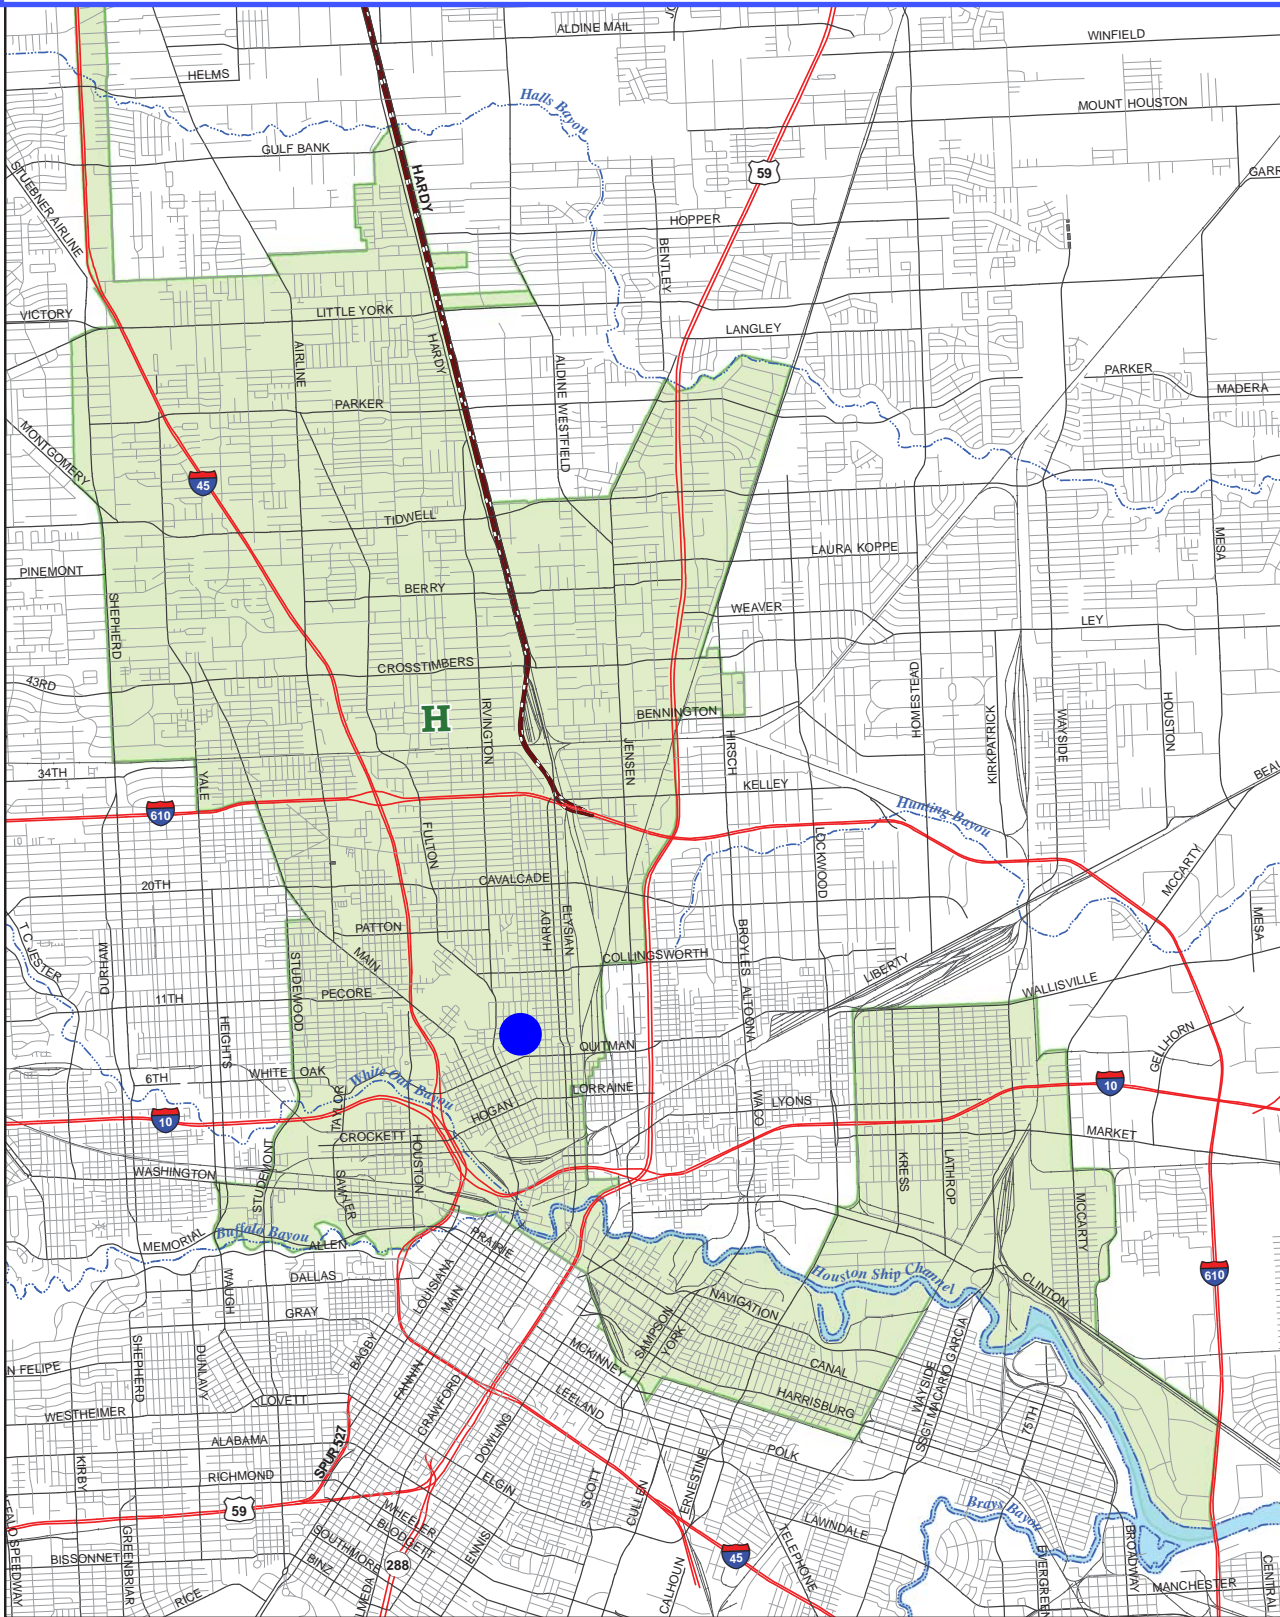 ALDINE MAIL
WINFIELD
HELMS
Halls Bayou
MOUNT HOUSTON
GULF BANK
STUEBNER AIRLINE
HARDY
59
GARR
HOPPER
BENTLEY
VICTORY
LITTLE YORK
LANGLEY
AIRLINE
HARDY
ALDINE WESTFIELD
PARKER
MADERA
PARKER
MONTGOMERY
45
TIDWELL
MESA
LAURA KOPPE
PINEMONT
BERRY
SHEPHERD
WEAVER
LEY
CROSSTIMBERS
43RD
HOMESTEAD
H
IRVINGTON
BENNINGTON
KIRKPATRICK
WAYSIDE
HOUSTON
HIRSCH
JENSEN
34TH
YALE
KELLEY
BEAU
610
Hunting Bayou
FULTON
LOCKWOOD
MCCARTY
20TH
CAVALCADE
MESA
HARDY
ELYSIAN
T C JESTER
PATTON
MAIN
COLLINGSWORTH
BROYLES
LIBERTY
DURHAM
STUDEWOOD
WALLISVILLE
11TH
PECORE
ALTOONA
HEIGHTS
QUITMAN
GELLHORN
6TH
WHITE OAK
White Oak Bayou
LORRAINE
10
10
TAYLOR
HOGAN
WACO
LYONS
CROCKETT
HOUSTON
MARKET
WASHINGTON
STUDEMONT
SAWYER
KRESS
LATHROP
MCCARTY
MEMORIAL
Buffalo Bayou
ALLEN
PRAIRIE
DALLAS
LOUISIANA
MAIN
Houston Ship Channel
CLINTON
610
WAUGH
GRAY
NAVIGATION
SHEPHERD
DUNLAVY
BAGBY
MCKINNEY
SAMPSON
YORK
CANAL
N FELIPE
FANNIN
CRAWFORD
LEELAND
HARRISBURG
WAYSIDE
SSGT MACARIO GARCIA
LOVETT
WESTHEIMER
75TH
ALABAMA
SPUR 527
DOWLING
POLK
KIRBY
RICHMOND
ELGIN
SCOTT
CULLEN
ERNESTINE
59
WHEELER
Brays Bayou
BLODGETT
LAWNDALE
FFALO SPEEDWAY
GREENBRIAR
BISSONNET
SOUTHMORE
BINZ
288
ENNIS
45
TELEPHONE
EVERGREEN
BROADWAY
CENTRAL
RICE
LMEDA
CALHOUN
MANCHESTER